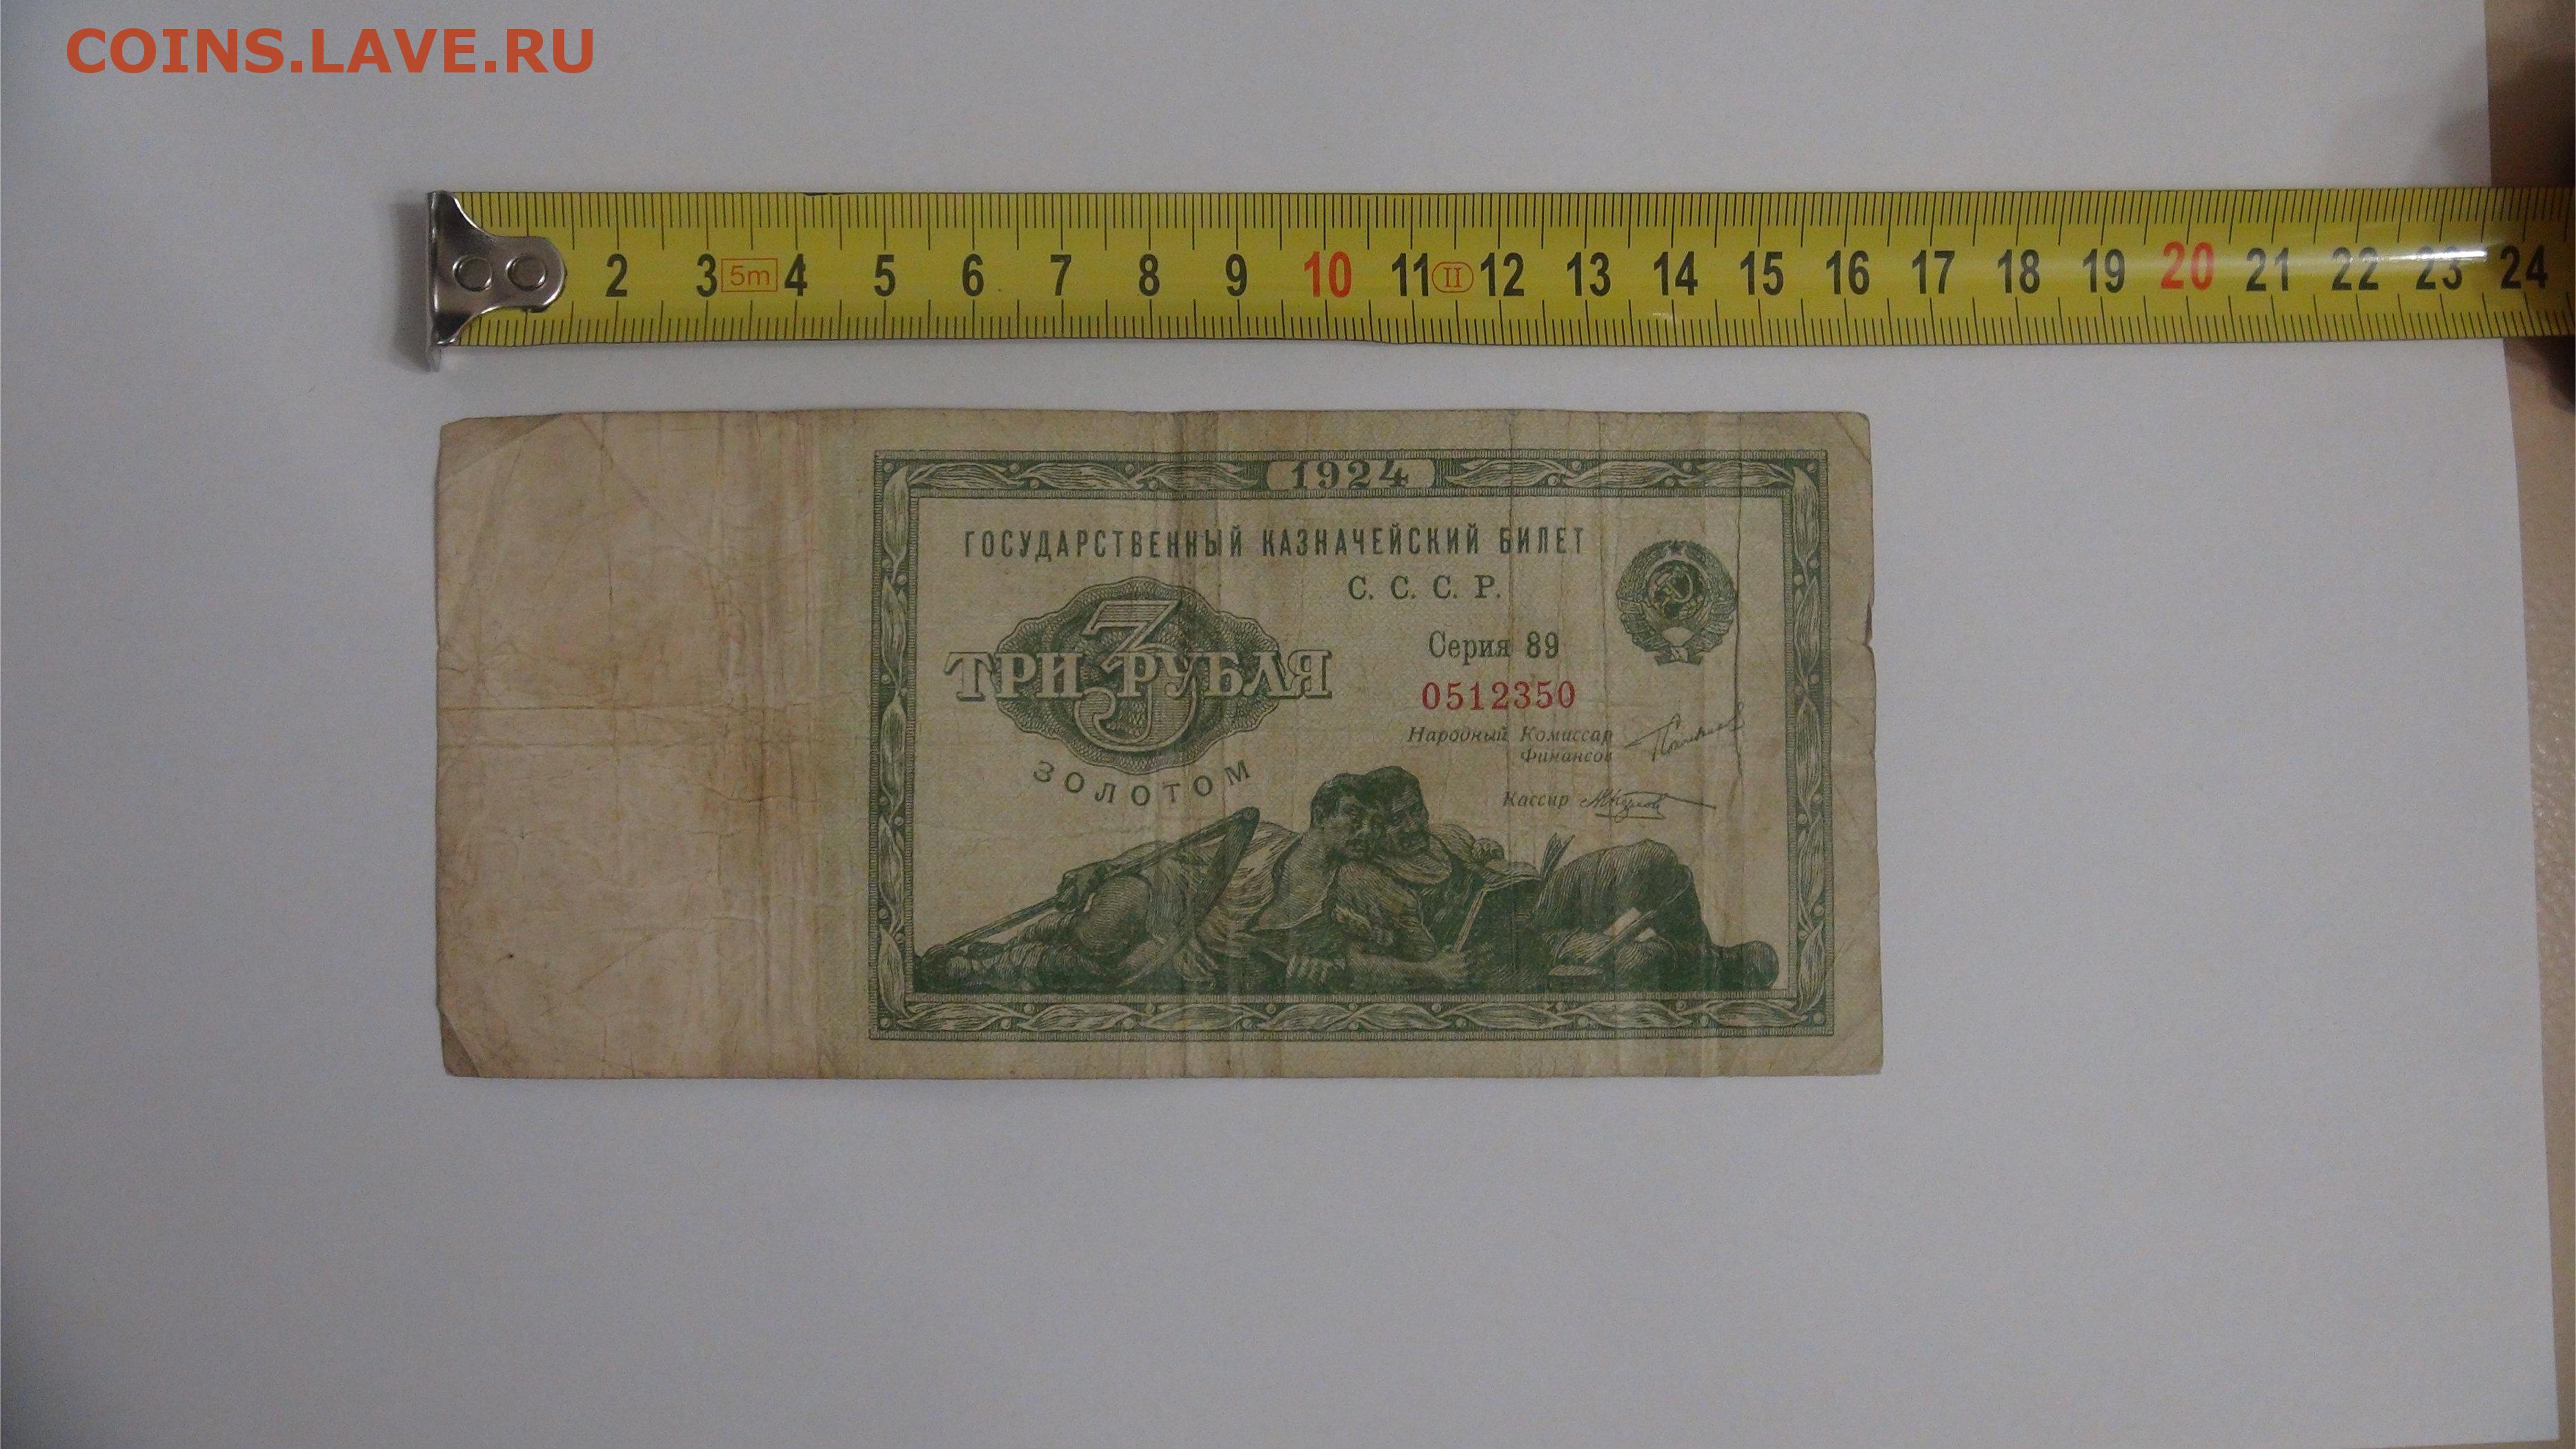 COINS.LAVE.RU
2 3 5m 4 5 6 7 8 9 10 11 II 12 13 14 15 16 17 18 19 20 21 22 23 24
1924
ГОСУДАРСТВЕННЫЙ КАЗНАЧЕЙСКИЙ БИЛЕТ
С. С. С. Р.
3
ТРИ РУБЛЯ
ЗОЛОТОМ
Серия 89
0512350
Народный Комиссар
Финансов
Кассир